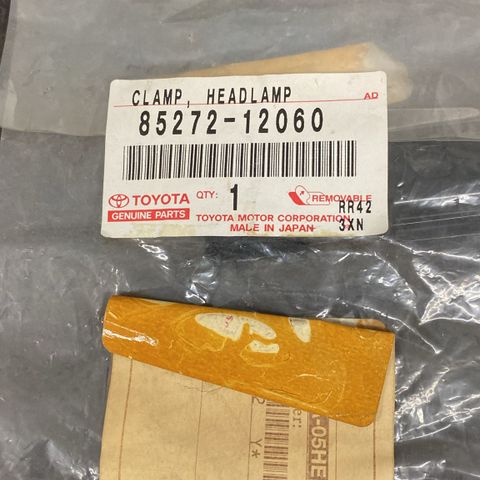 CLAMP, HEADLAMP
AD
85272-12060
TOYOTA
GENUINE PARTS
QTY: 1
REMOVABLE
TOYOTA MOTOR CORPORATION
MADE IN JAPAN
RR42
3XN
-05HE
Y*